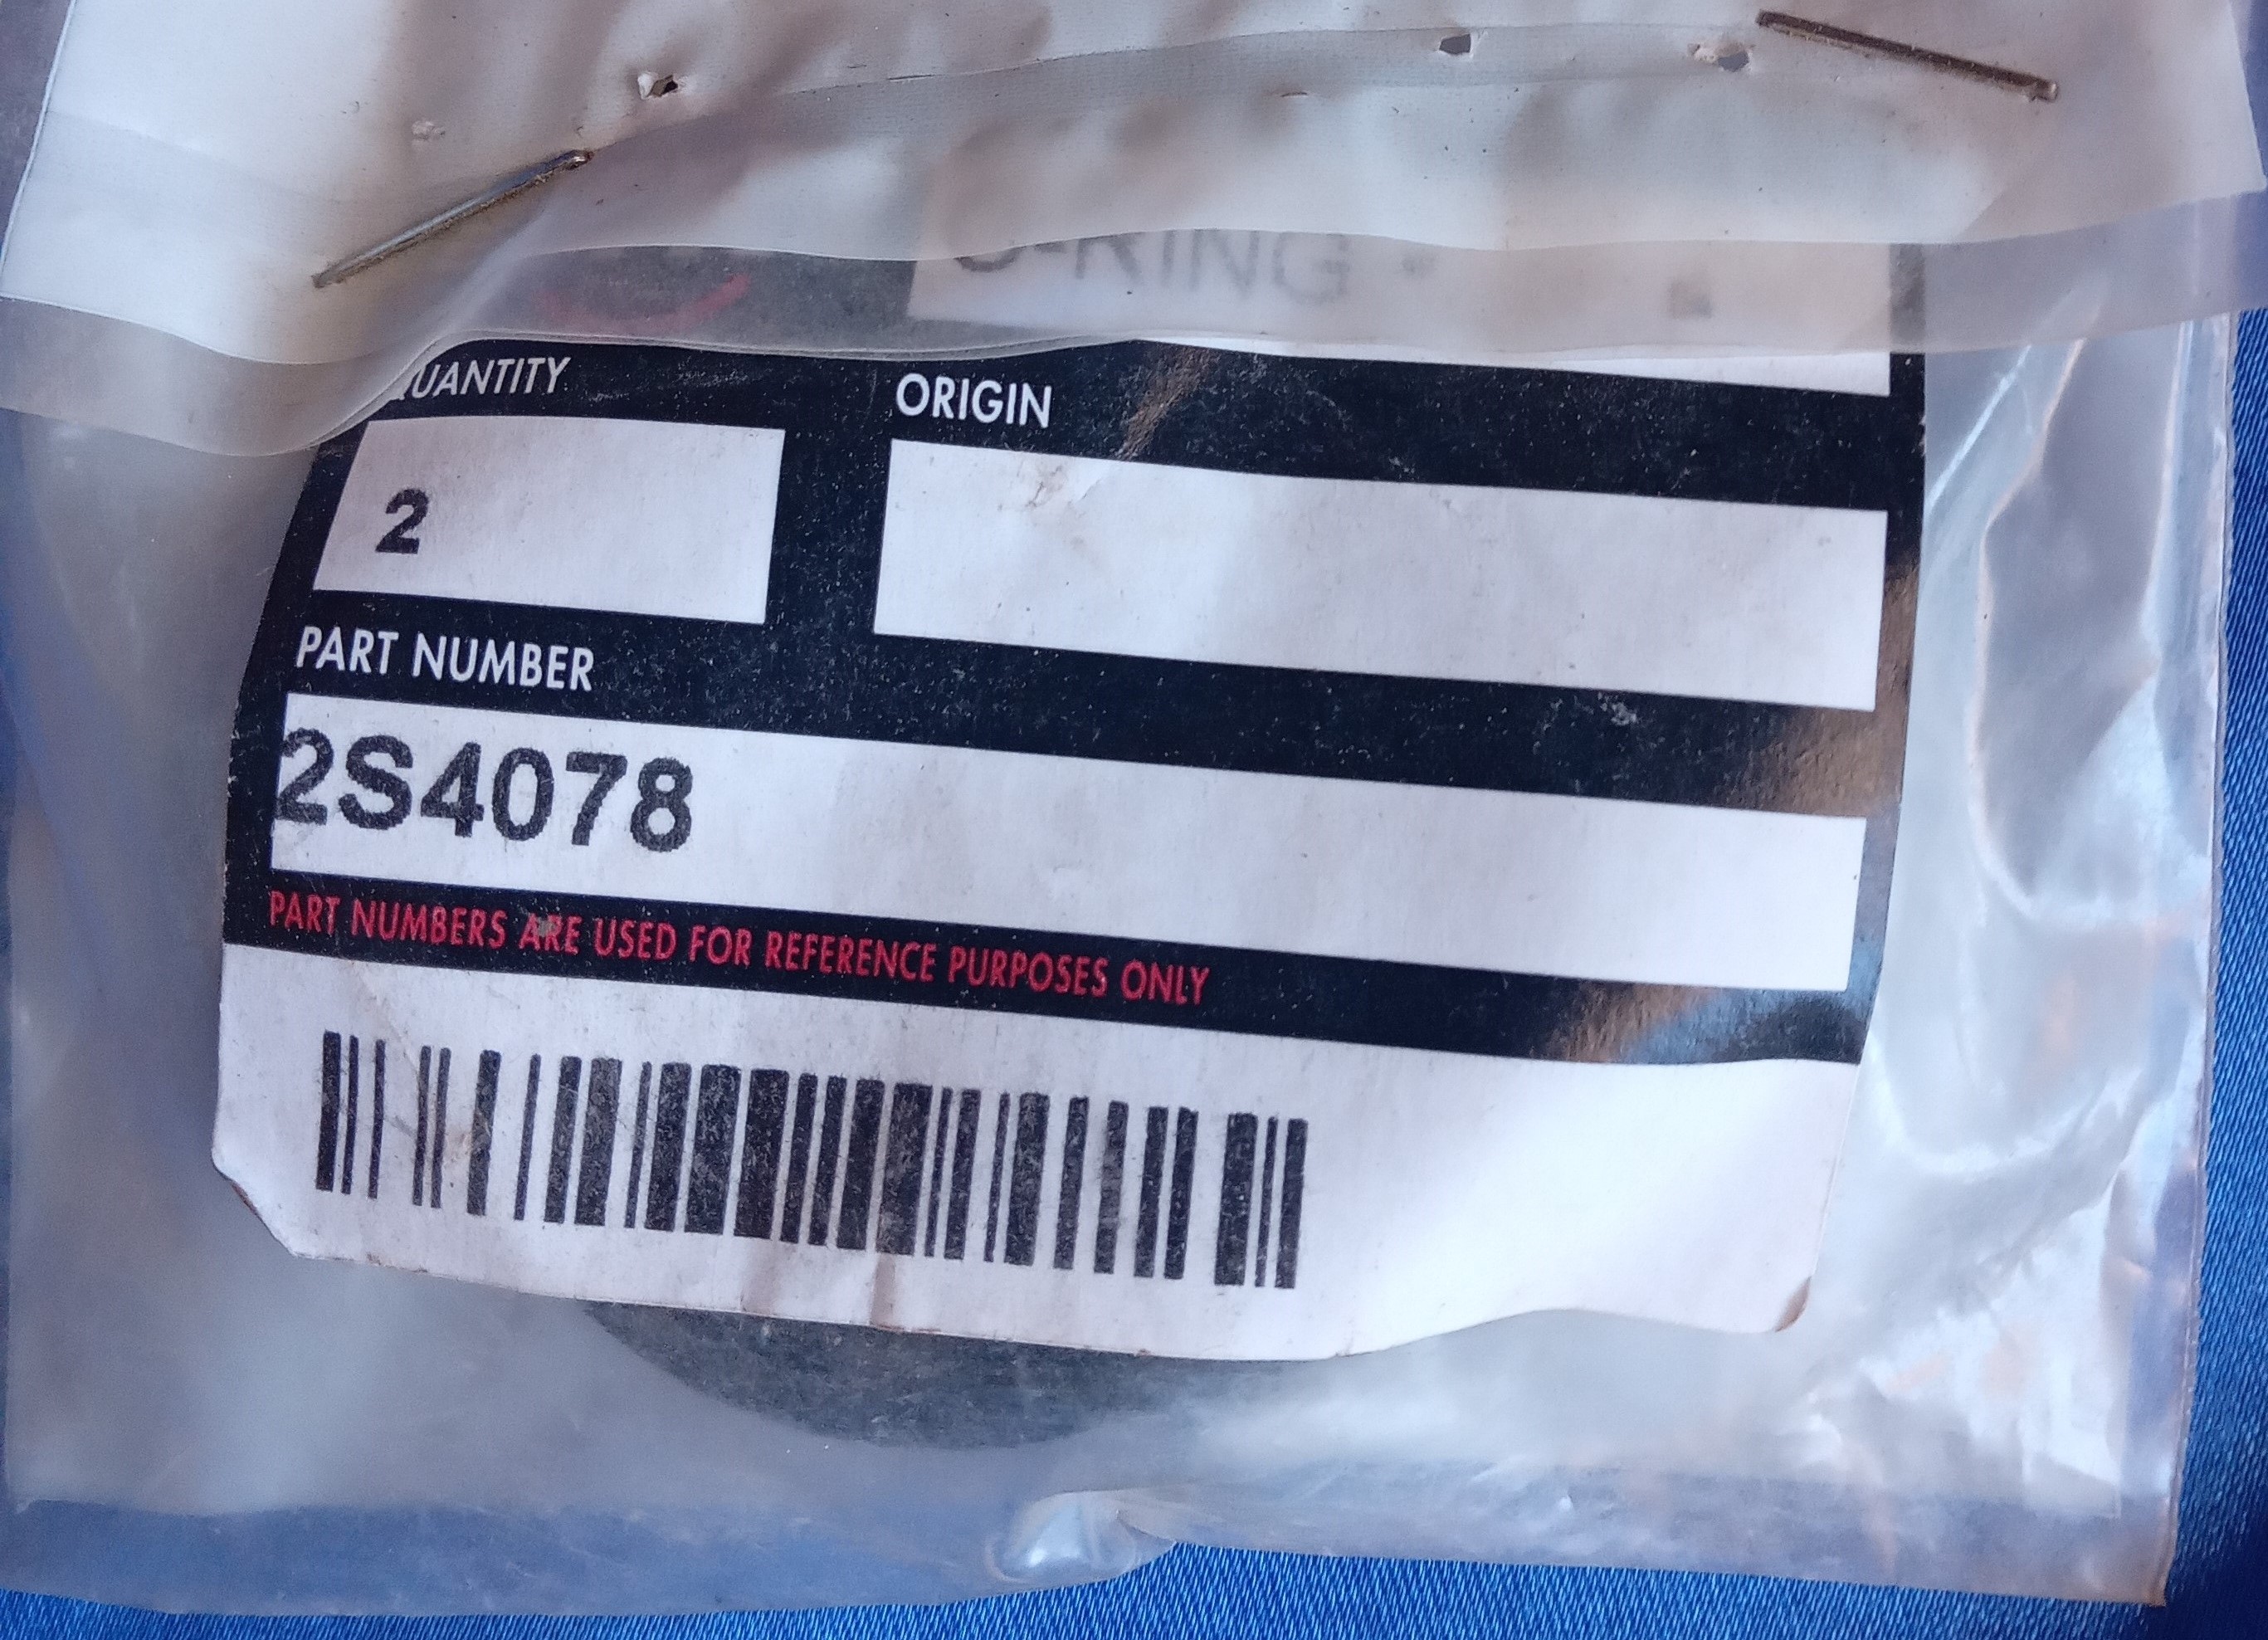 O-RING
QUANTITY
ORIGIN
2
PART NUMBER
2S4078
PART NUMBERS ARE USED FOR REFERENCE PURPOSES ONLY